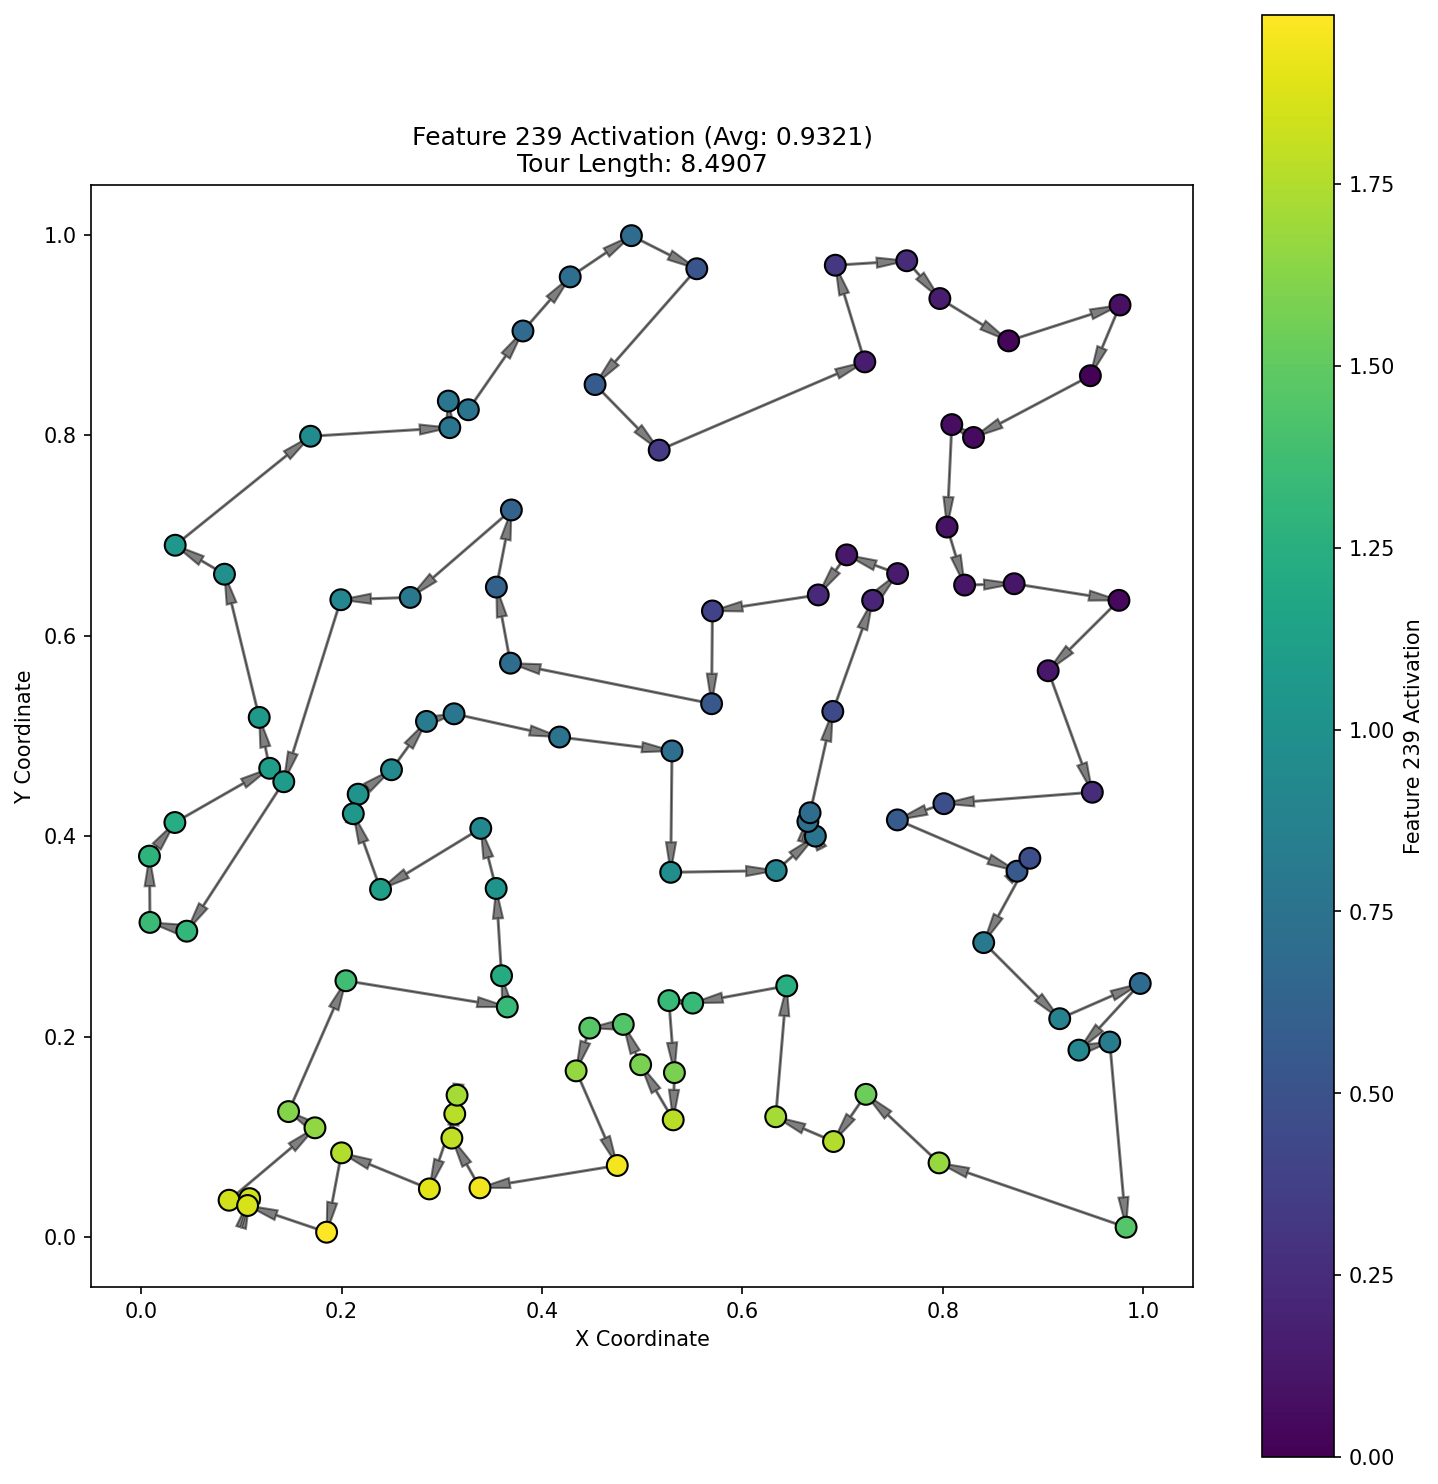 Feature 239 Activation (Avg: 0.9321)
Tour Length: 8.4907
1.0
0.8
0.6
0.4
0.2
0.0
Y Coordinate
0.0 0.2 0.4 0.6 0.8 1.0
X Coordinate
1.75
1.50
1.25
1.00
0.75
0.50
0.25
0.00
Feature 239 Activation